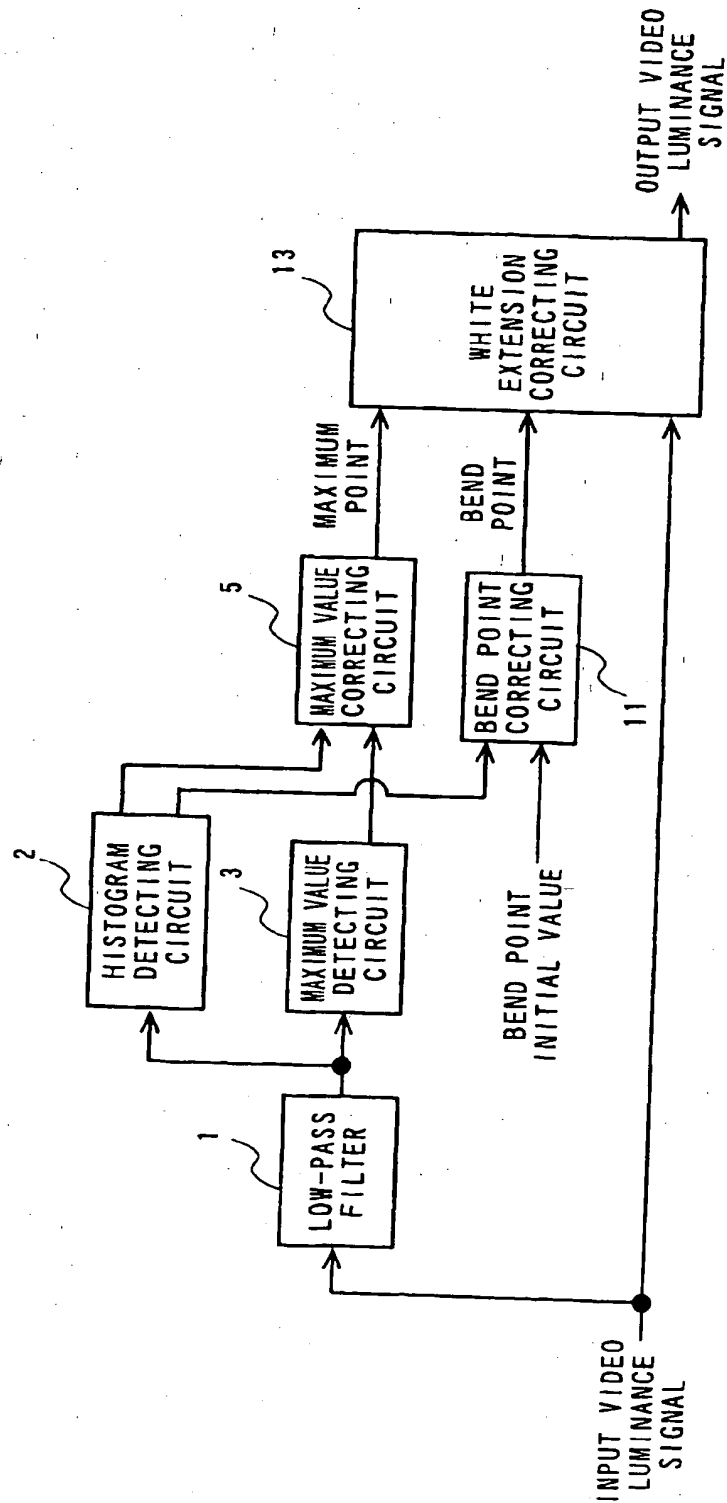 INPUT VIDEO
LUMINANCE
SIGNAL
1
LOW-PASS
FILTER
2
HISTOGRAM
DETECTING
CIRCUIT
3
MAXIMUM VALUE
DETECTING
CIRCUIT
BEND POINT
INITIAL VALUE
5
MAXIMUM VALUE
CORRECTING
CIRCUIT
BEND POINT
CORRECTING
CIRCUIT
11
MAXIMUM
POINT
BEND
POINT
13
WHITE
EXTENSION
CORRECTING
CIRCUIT
OUTPUT VIDEO
LUMINANCE
SIGNAL